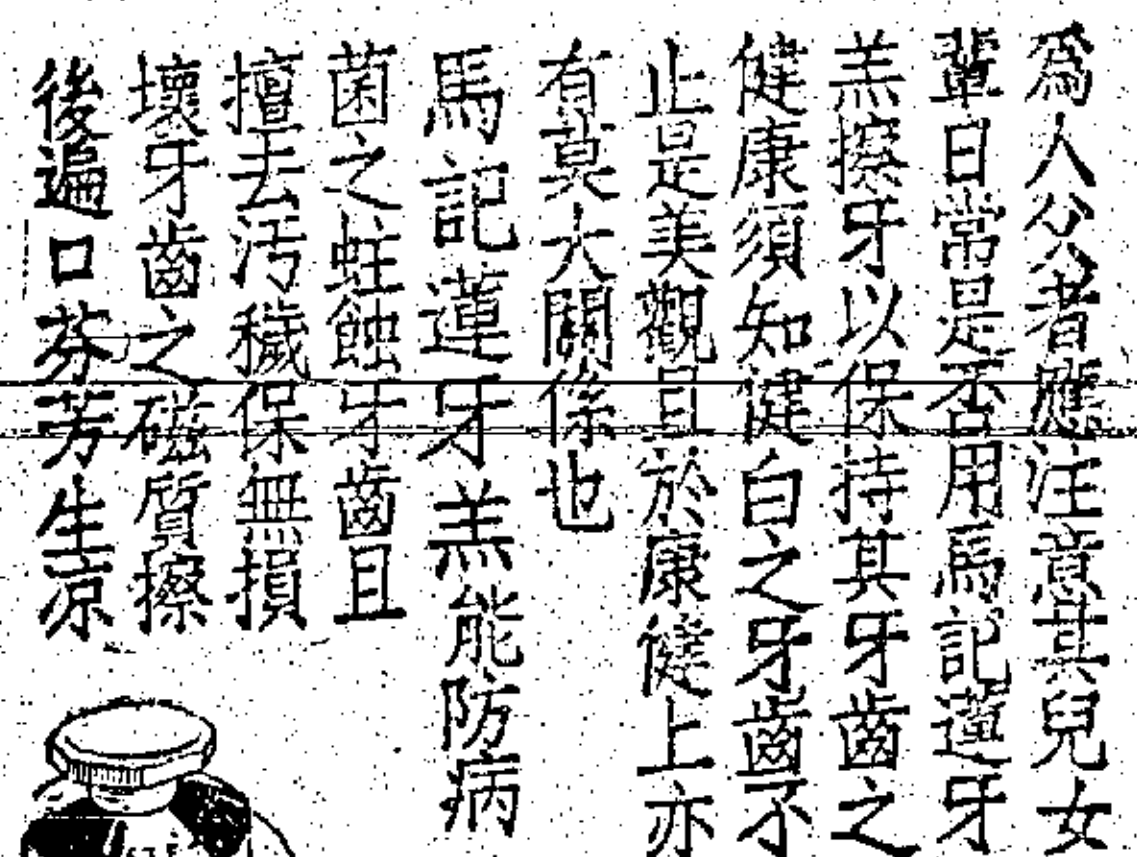 為人父者應注意其兒女
輩日常是否用馬記蓮牙
羔擦牙以保持其牙齒之
健康須知健白之牙齒不
止是美觀且於康健上亦
有莫大關係也
馬記蓮牙羔能防病
菌之蛀蝕牙齒且
擅去汚穢保無損
壞牙齒之磁質擦
後遍口芬芳生凉